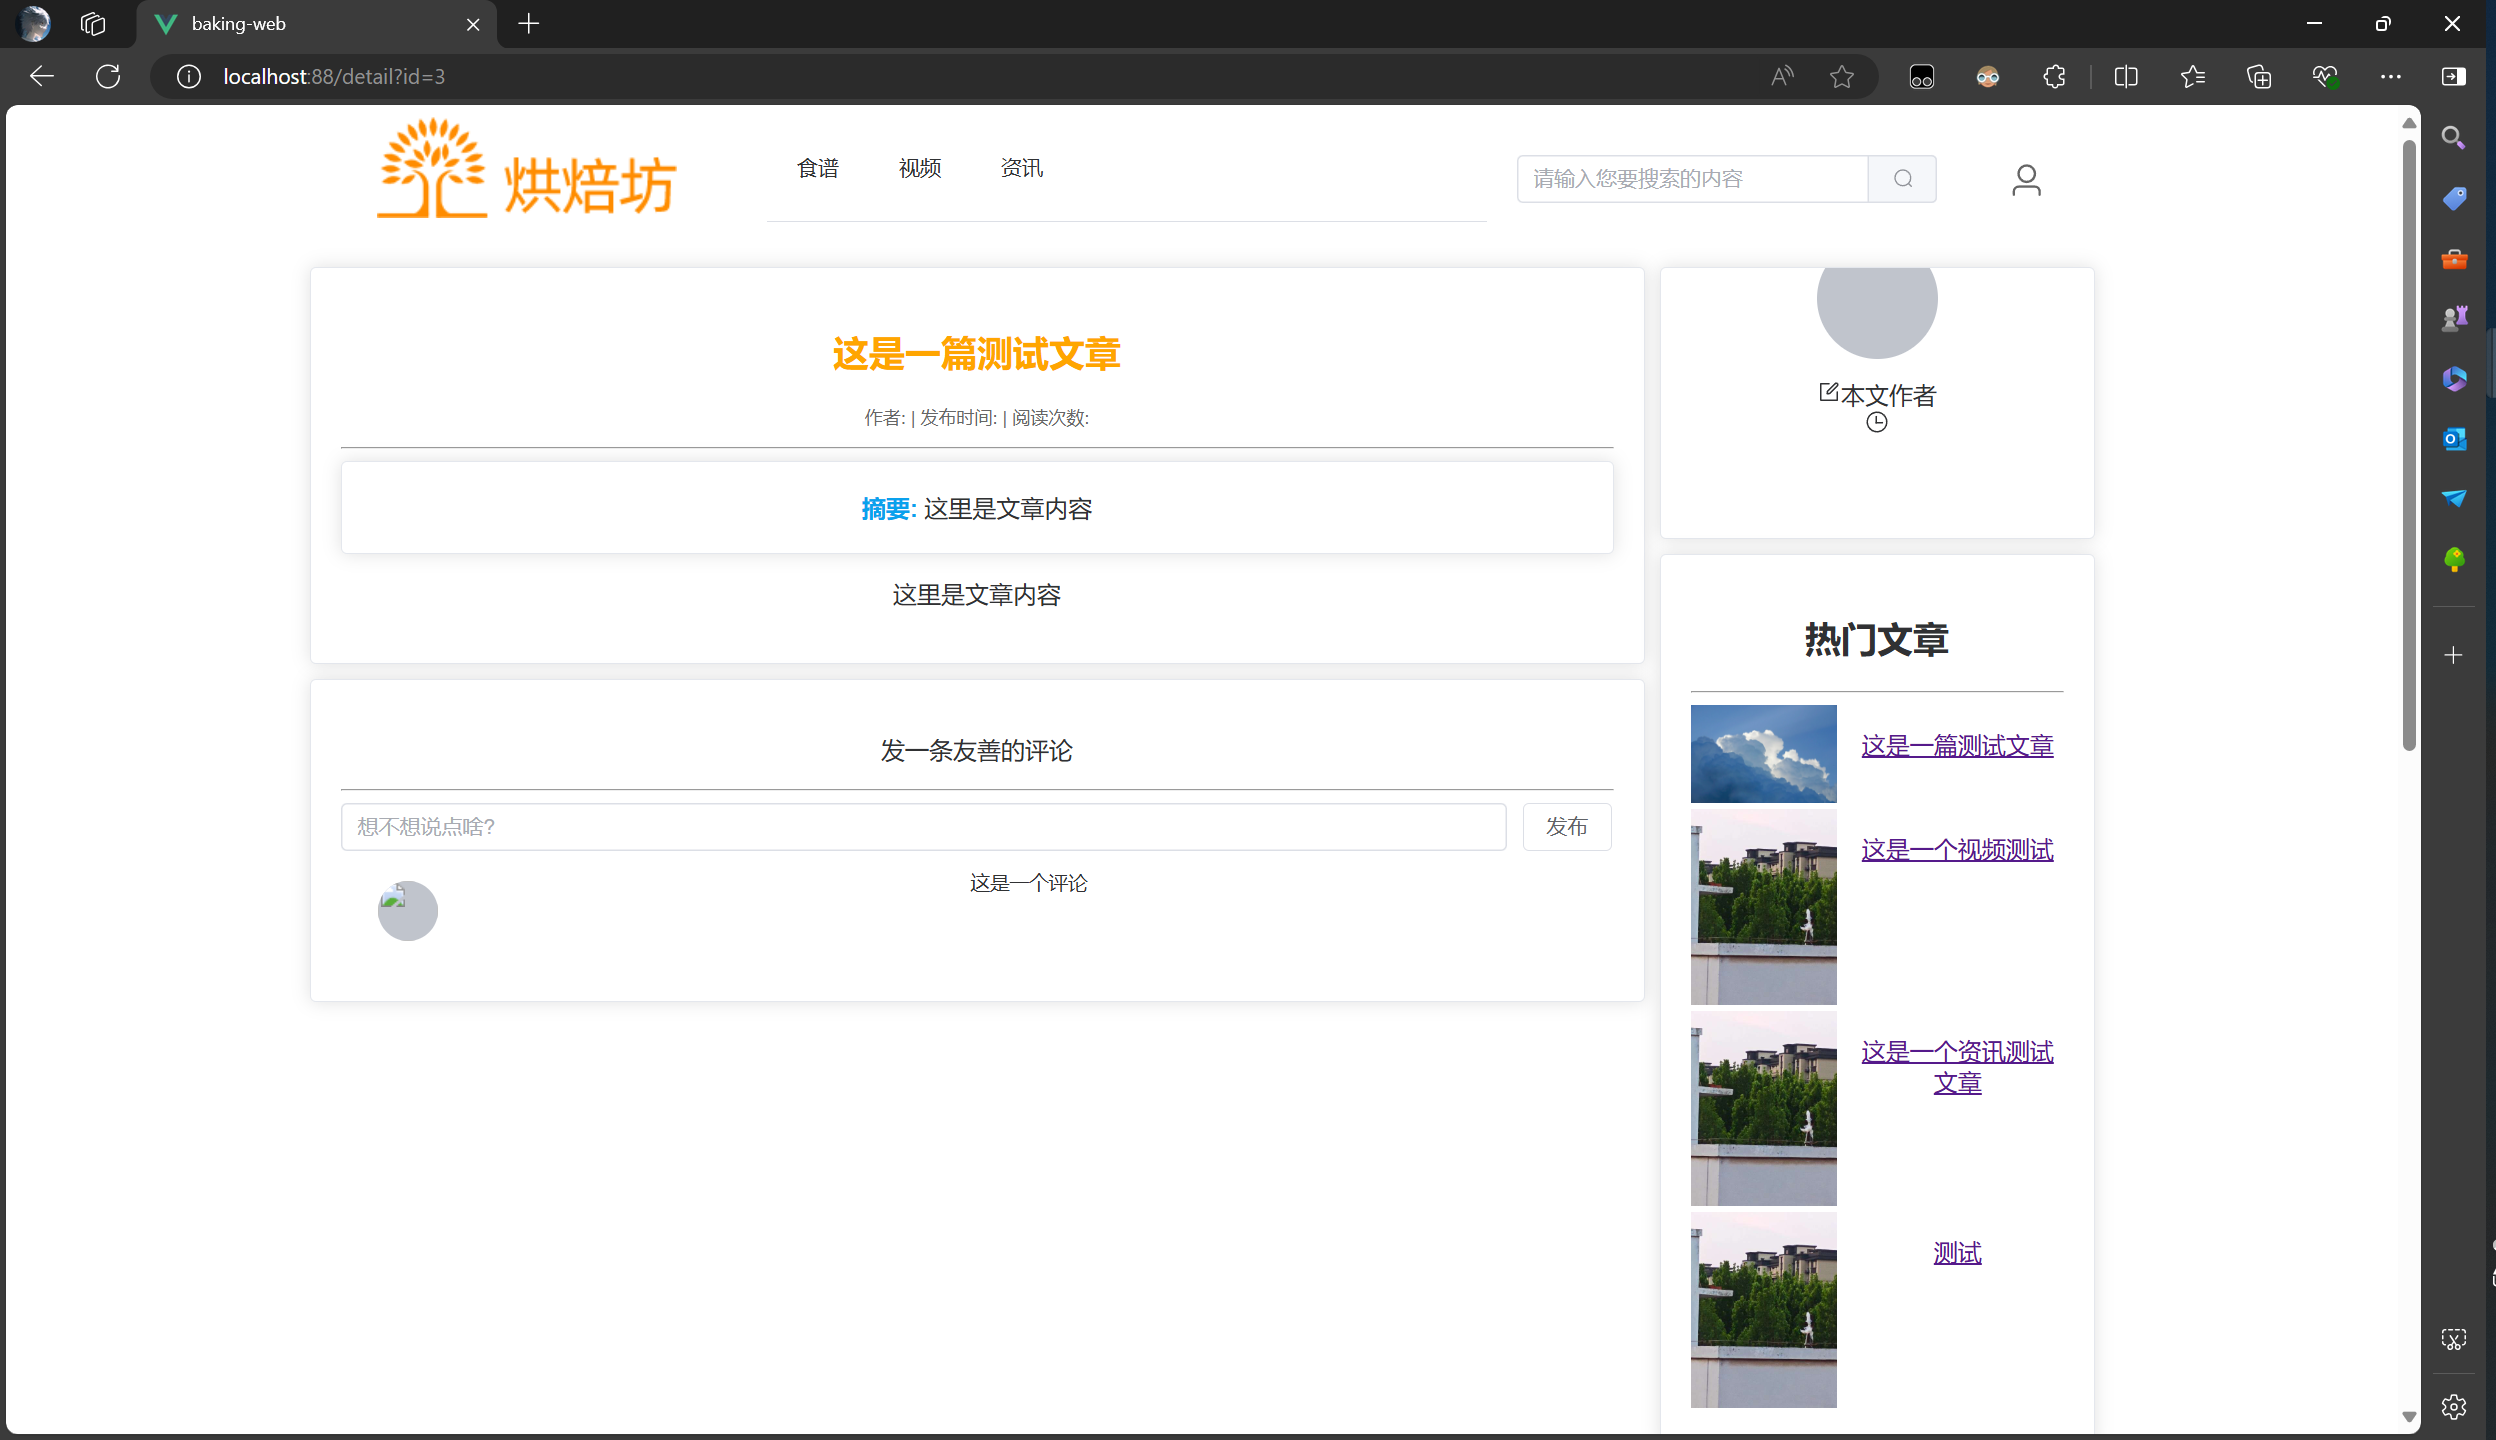 baking-web
localhost:88/detail?id=3
烘焙坊
食谱
视频
资讯
请输入您要搜索的内容
这是一篇测试文章
作者: | 发布时间: | 阅读次数:
摘要: 这里是文章内容
这里是文章内容
发一条友善的评论
想不想说点啥?
发布
这是一个评论
本文作者
热门文章
这是一篇测试文章
这是一个视频测试
这是一个资讯测试
文章
测试